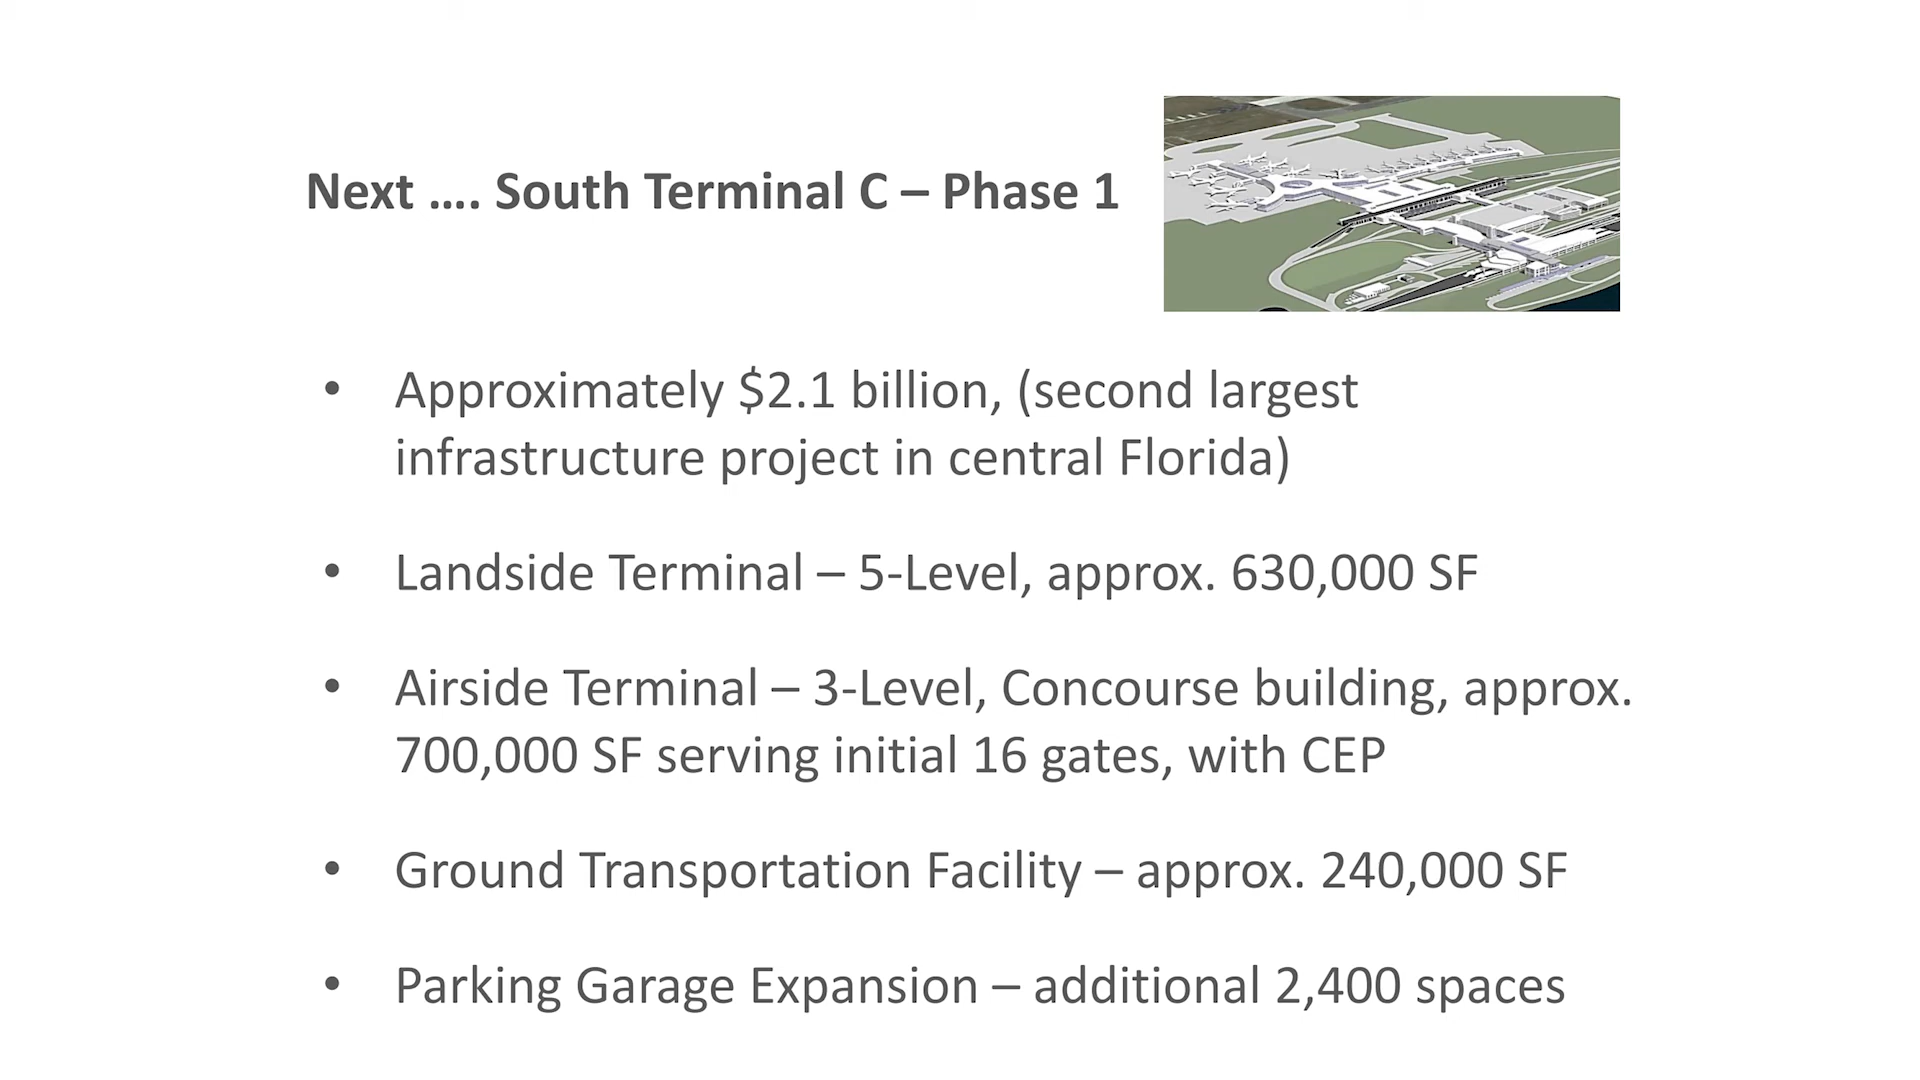 Next .... South Terminal C – Phase 1
• Approximately $2.1 billion, (second largest
infrastructure project in central Florida)
• Landside Terminal – 5-Level, approx. 630,000 SF
• Airside Terminal – 3-Level, Concourse building, approx.
700,000 SF serving initial 16 gates, with CEP
• Ground Transportation Facility – approx. 240,000 SF
• Parking Garage Expansion – additional 2,400 spaces